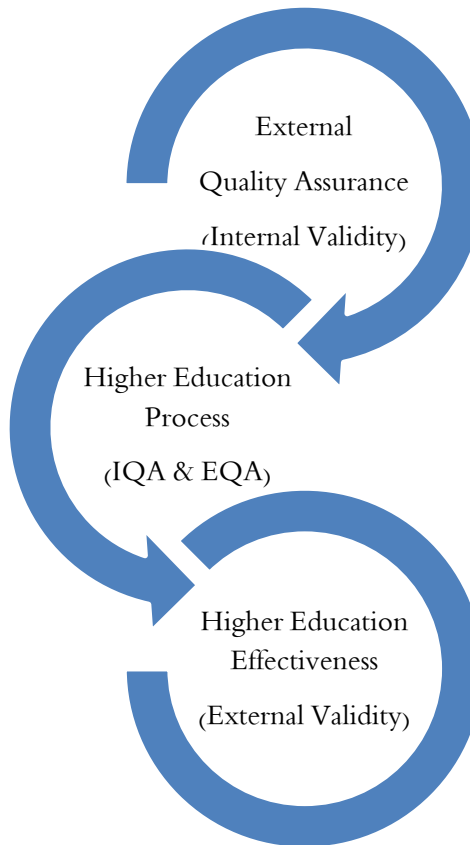 External
Quality Assurance
(Internal Validity)
Higher Education
Process
(IQA & EQA)
Higher Education
Effectiveness
(External Validity)